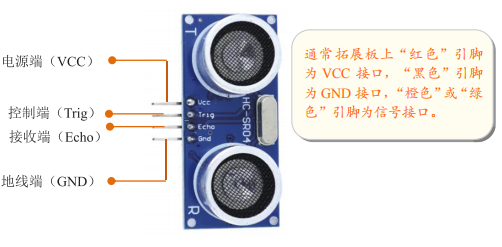 电源端（VCC）
控制端（Trig）
接收端（Echo）
地线端（GND）
T
Vcc
Trig
Echo
Gnd
HC-SR04
R
通常拓展板上“红色”引脚
为 VCC 接口，“黑色”引脚
为 GND 接口，“橙色”或“绿
色”引脚为信号接口。